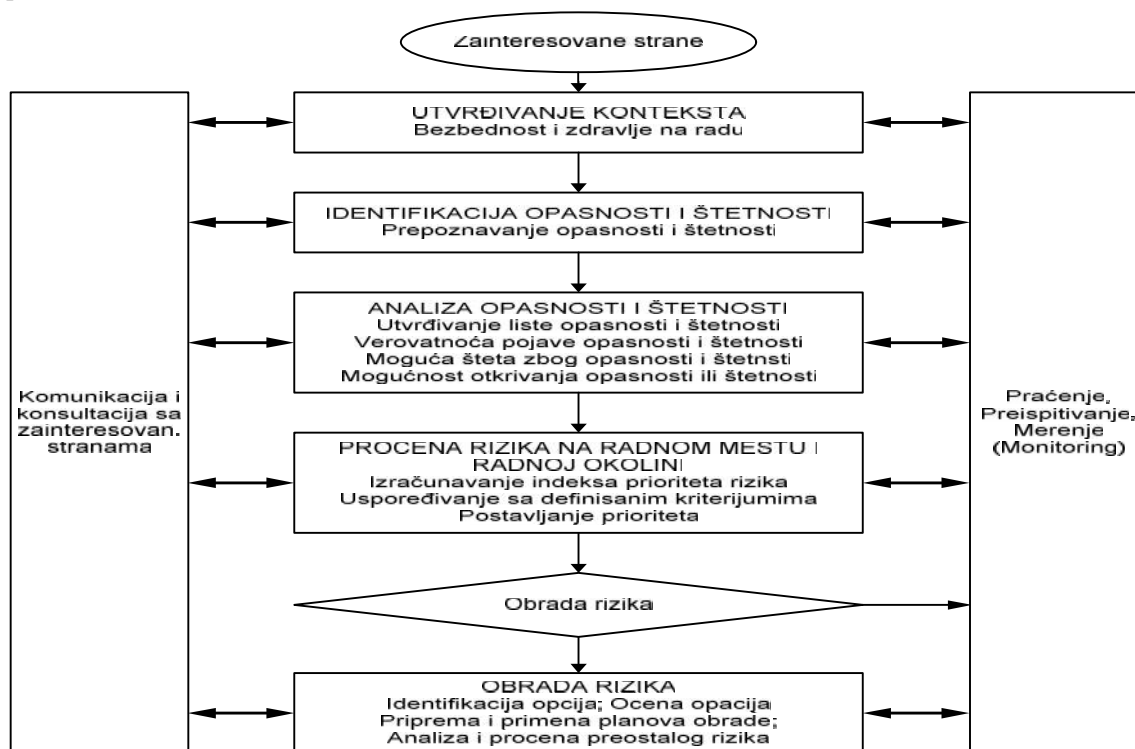 Zainteresovane strane
UTVRĐIVANJE KONTEKSTA
Bezbednost i zdravlje na radu
IDENTIFIKACIJA OPASNOSTI I ŠTETNOSTI
Prepoznavanje opasnosti i štetnosti
ANALIZA OPASNOSTI I ŠTETNOSTI
Utvrđivanje liste opasnosti i štetnosti
Verovatnoća pojave opasnosti i štetnosti
Moguća šteta zbog opasnosti i štetnsti
Mogućnost otkrivanja opasnosti ili štetnosti
Komunikacija i
konsultacija sa
zainteresovan.
stranama
PROCENA RIZIKA NA RADNOM MESTU I
RADNOJ OKOLINI
Izračunavanje indeksa prioriteta rizika
Uspoređivanje sa definisanim kriterijumima
Postavljanje prioriteta
Praćenje,
Preispitivanje,
Merenje
(Monitoring)
Obrada rizika
OBRADA RIZIKA
Identifikacija opcija; Ocena opacija
Priprema i primena planova obrade;
Analiza i procena preostalog rizika